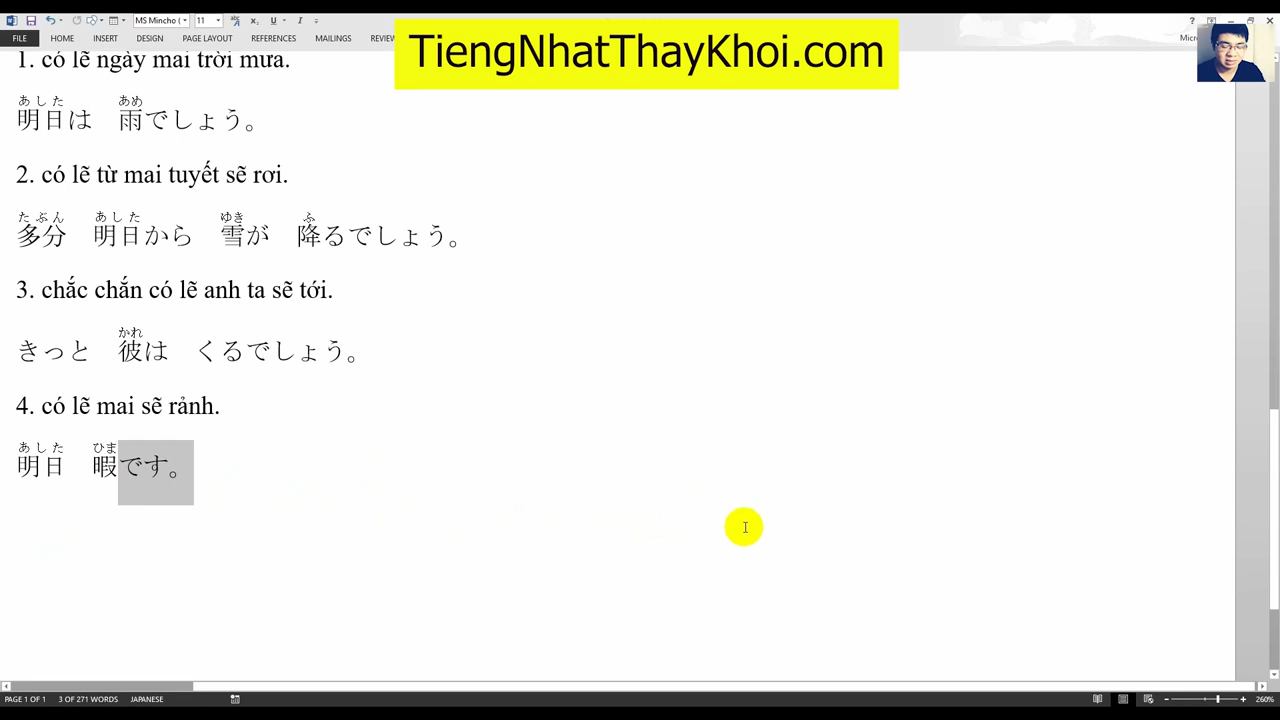 MS Mincho (
11
FILE
HOME
INSERT
DESIGN
PAGE LAYOUT
REFERENCES
MAILINGS
TiengNhatThayKhoi.com
1. có lẽ ngày mai trời mưa.
あした あめ
明日は　雨でしょう。
2. có lẽ từ mai tuyết sẽ rơi.
たぶん あした ゆき ふ
多分　明日から　雪が　降るでしょう。
3. chắc chắn có lẽ anh ta sẽ tới.
かれ
きっと　彼は　くるでしょう。
4. có lẽ mai sẽ rảnh.
あした ひま
明日　暇です。
PAGE 1 OF 1 3 OF 271 WORDS JAPANESE
260%